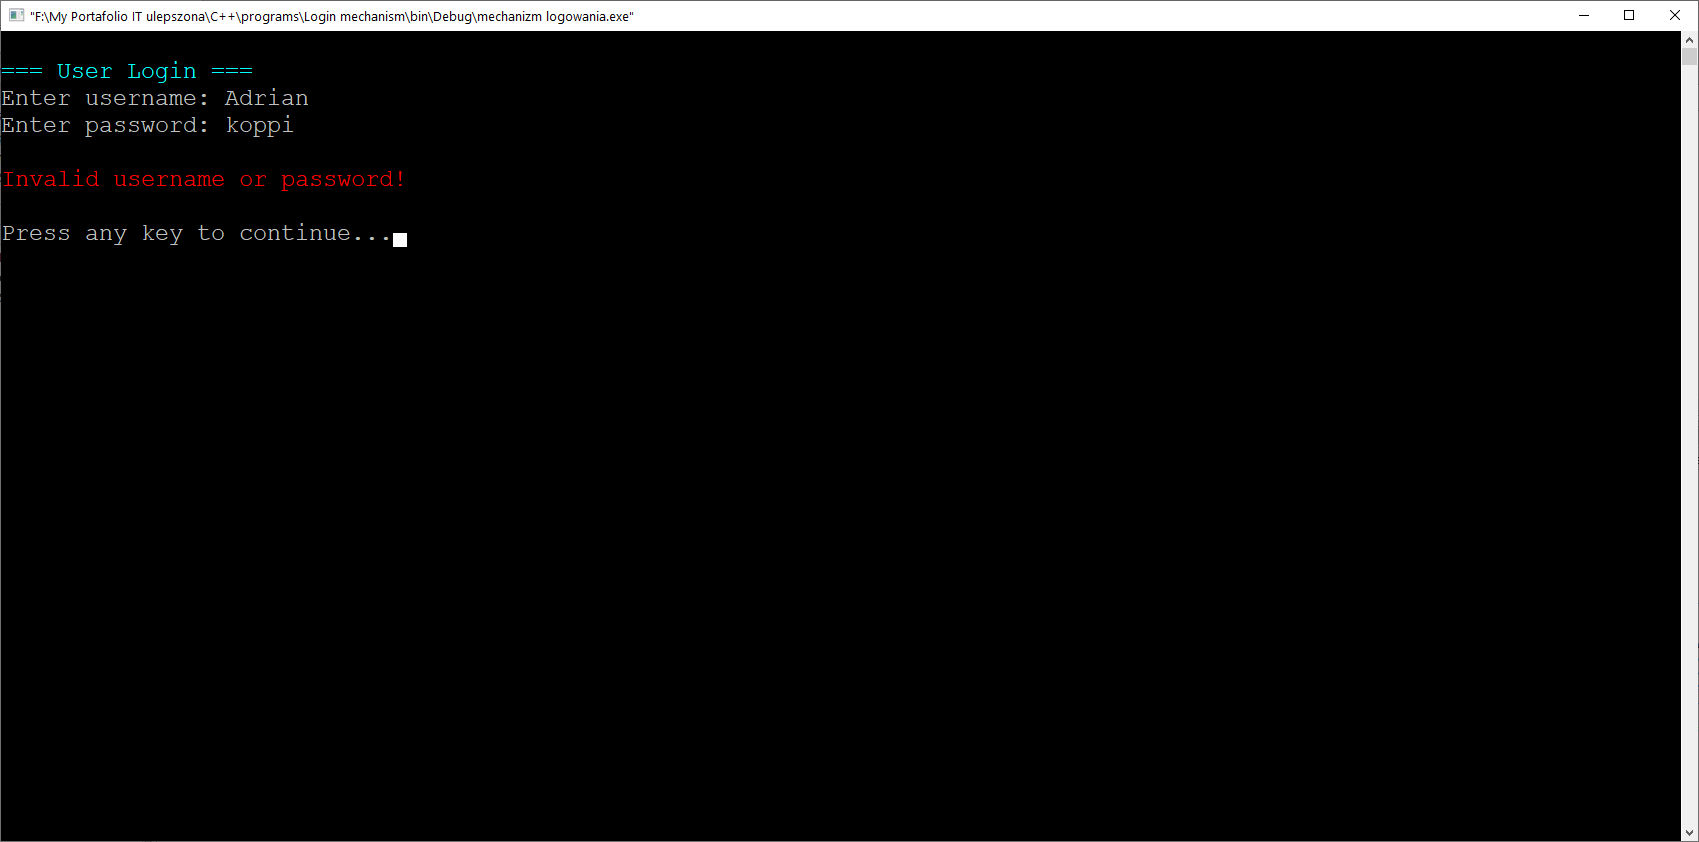 "F:\My Portafolio IT ulepszona\C++\programs\Login mechanism\bin\Debug\mechanizm logowania.exe"
=== User Login ===
Enter username: Adrian
Enter password: koppi
Invalid username or password!
Press any key to continue...